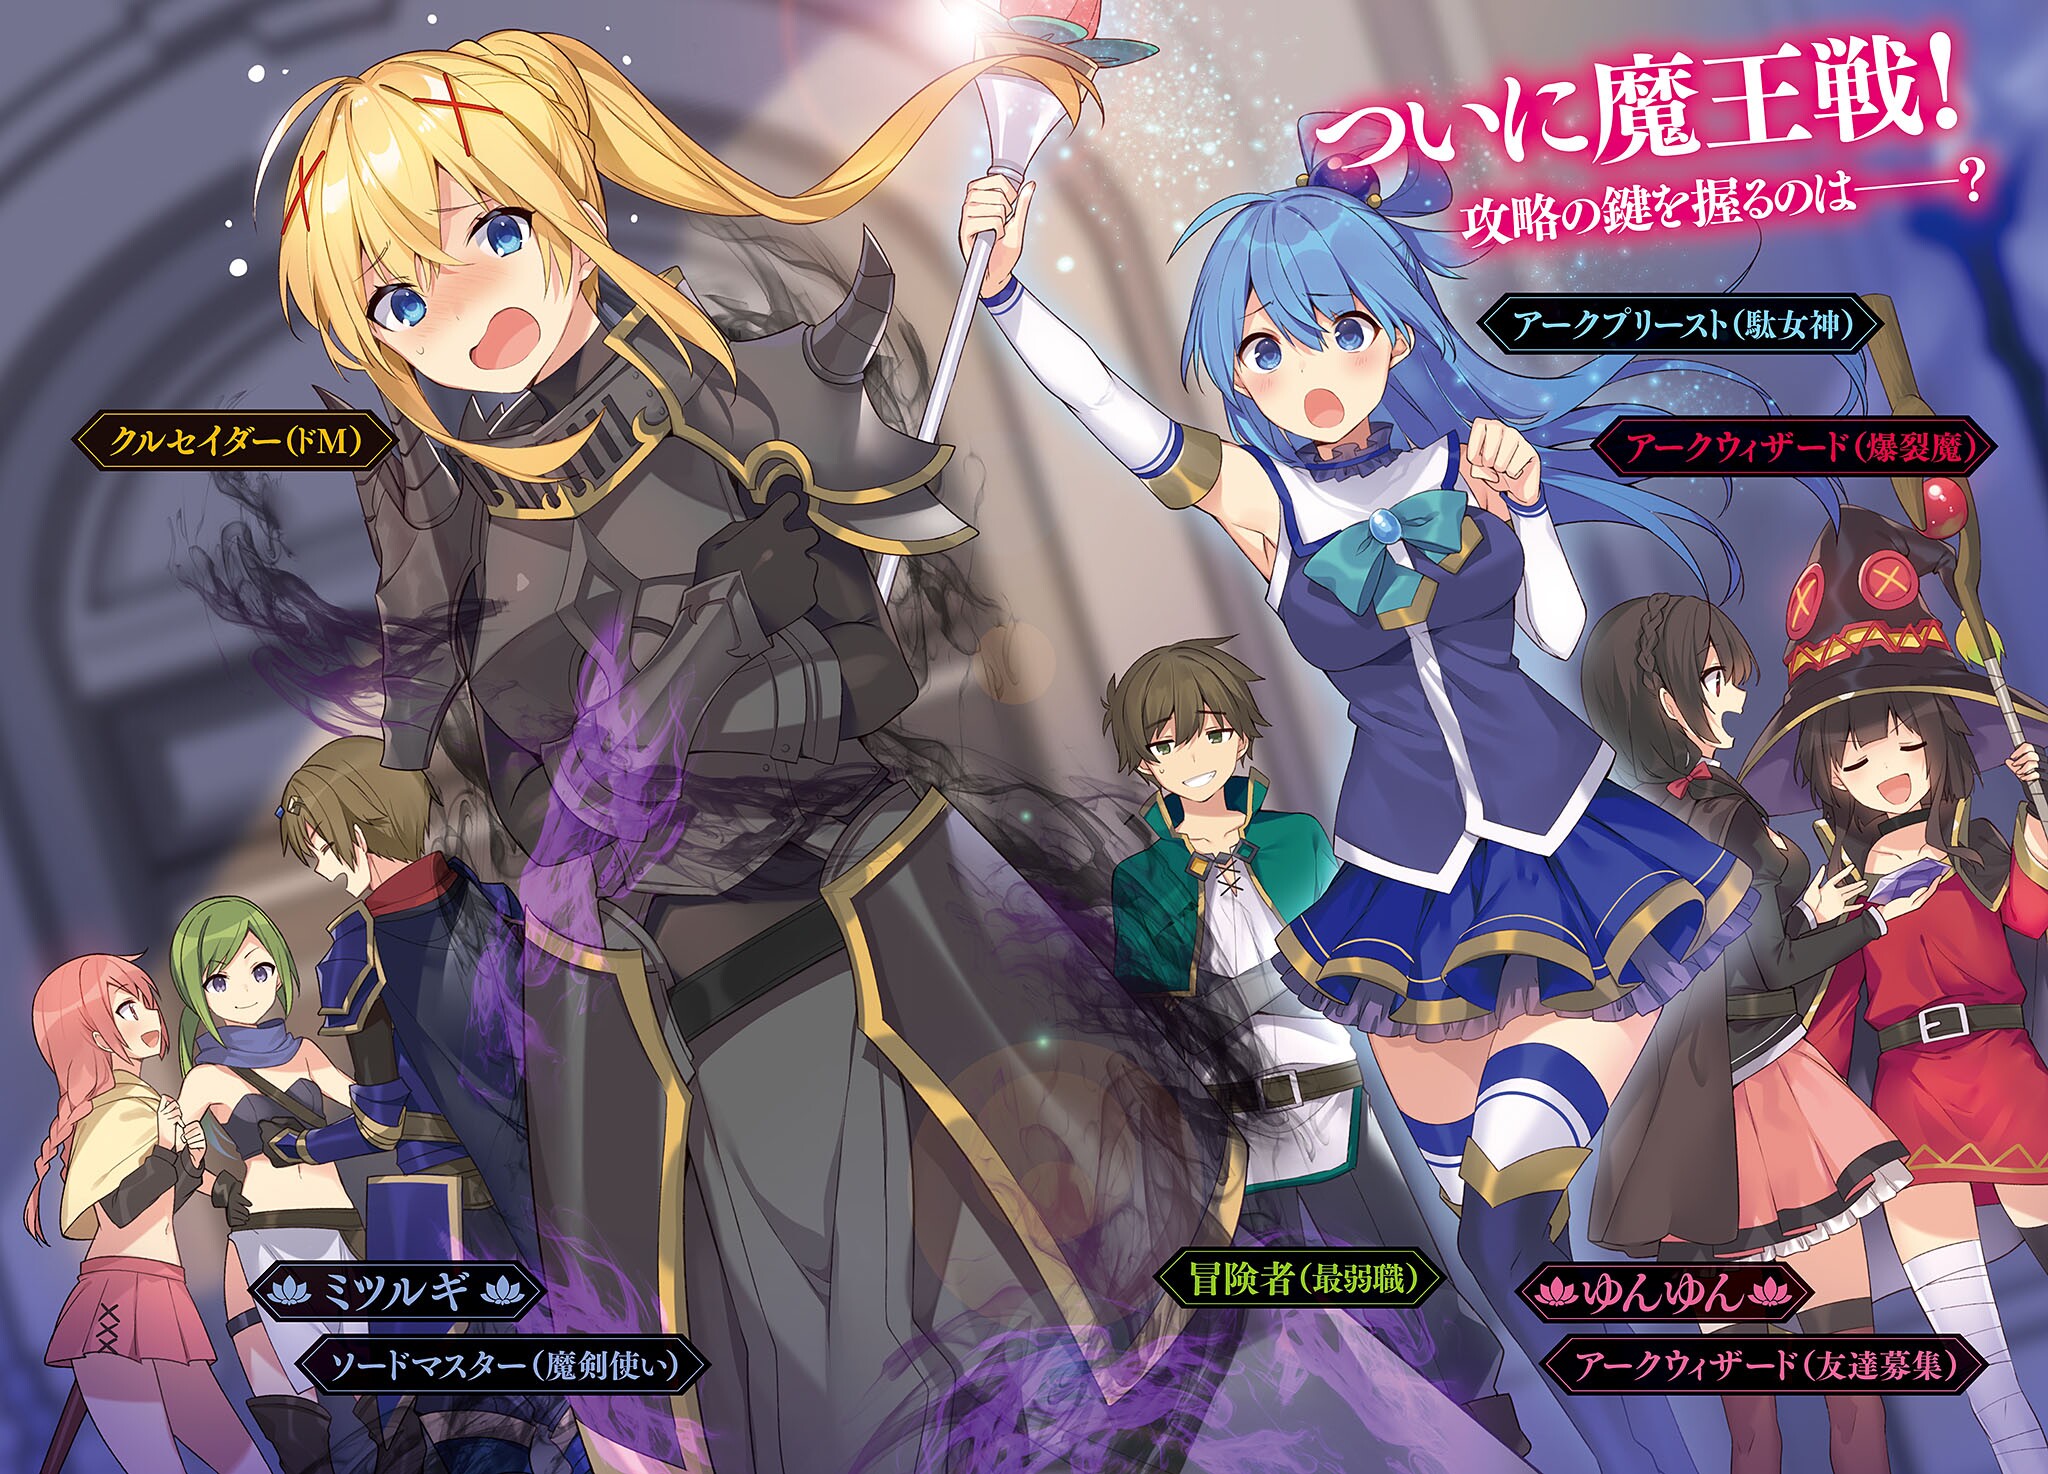 ついに魔王戦!
攻略の鍵を握るのは――?
アークプリースト(駄女神)
アークウィザード(爆裂魔)
クルセイダー(ドM)
冒険者(最弱職)
ゆんゆん
アークウィザード(友達募集)
ミツルギ
ソードマスター(魔剣使い)